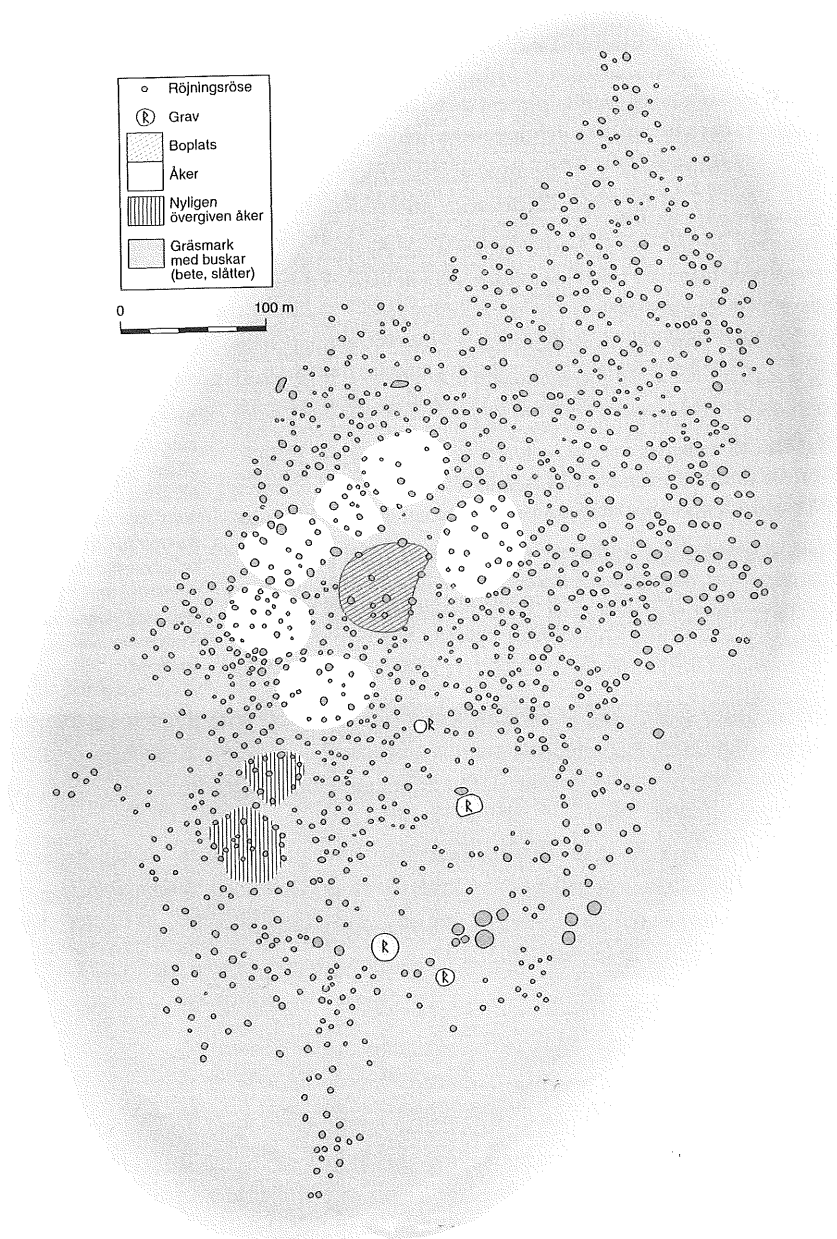 Röjningsröse
R Grav
Boplats
Åker
Nyligen
övergiven åker
Gräsmark
med buskar
(bete, slåtter)
0 100 m
R
R
R
R